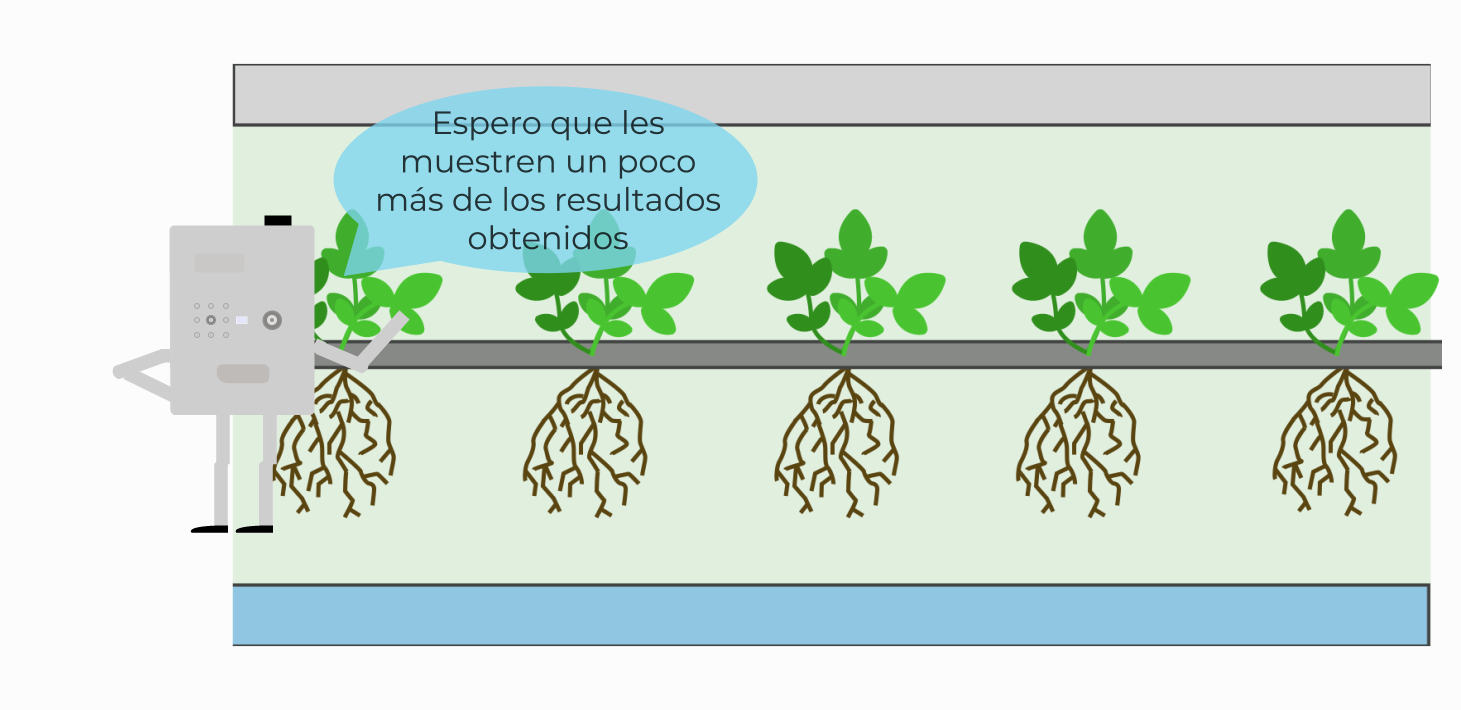 Espero que les
muestren un poco
más de los resultados
obtenidos